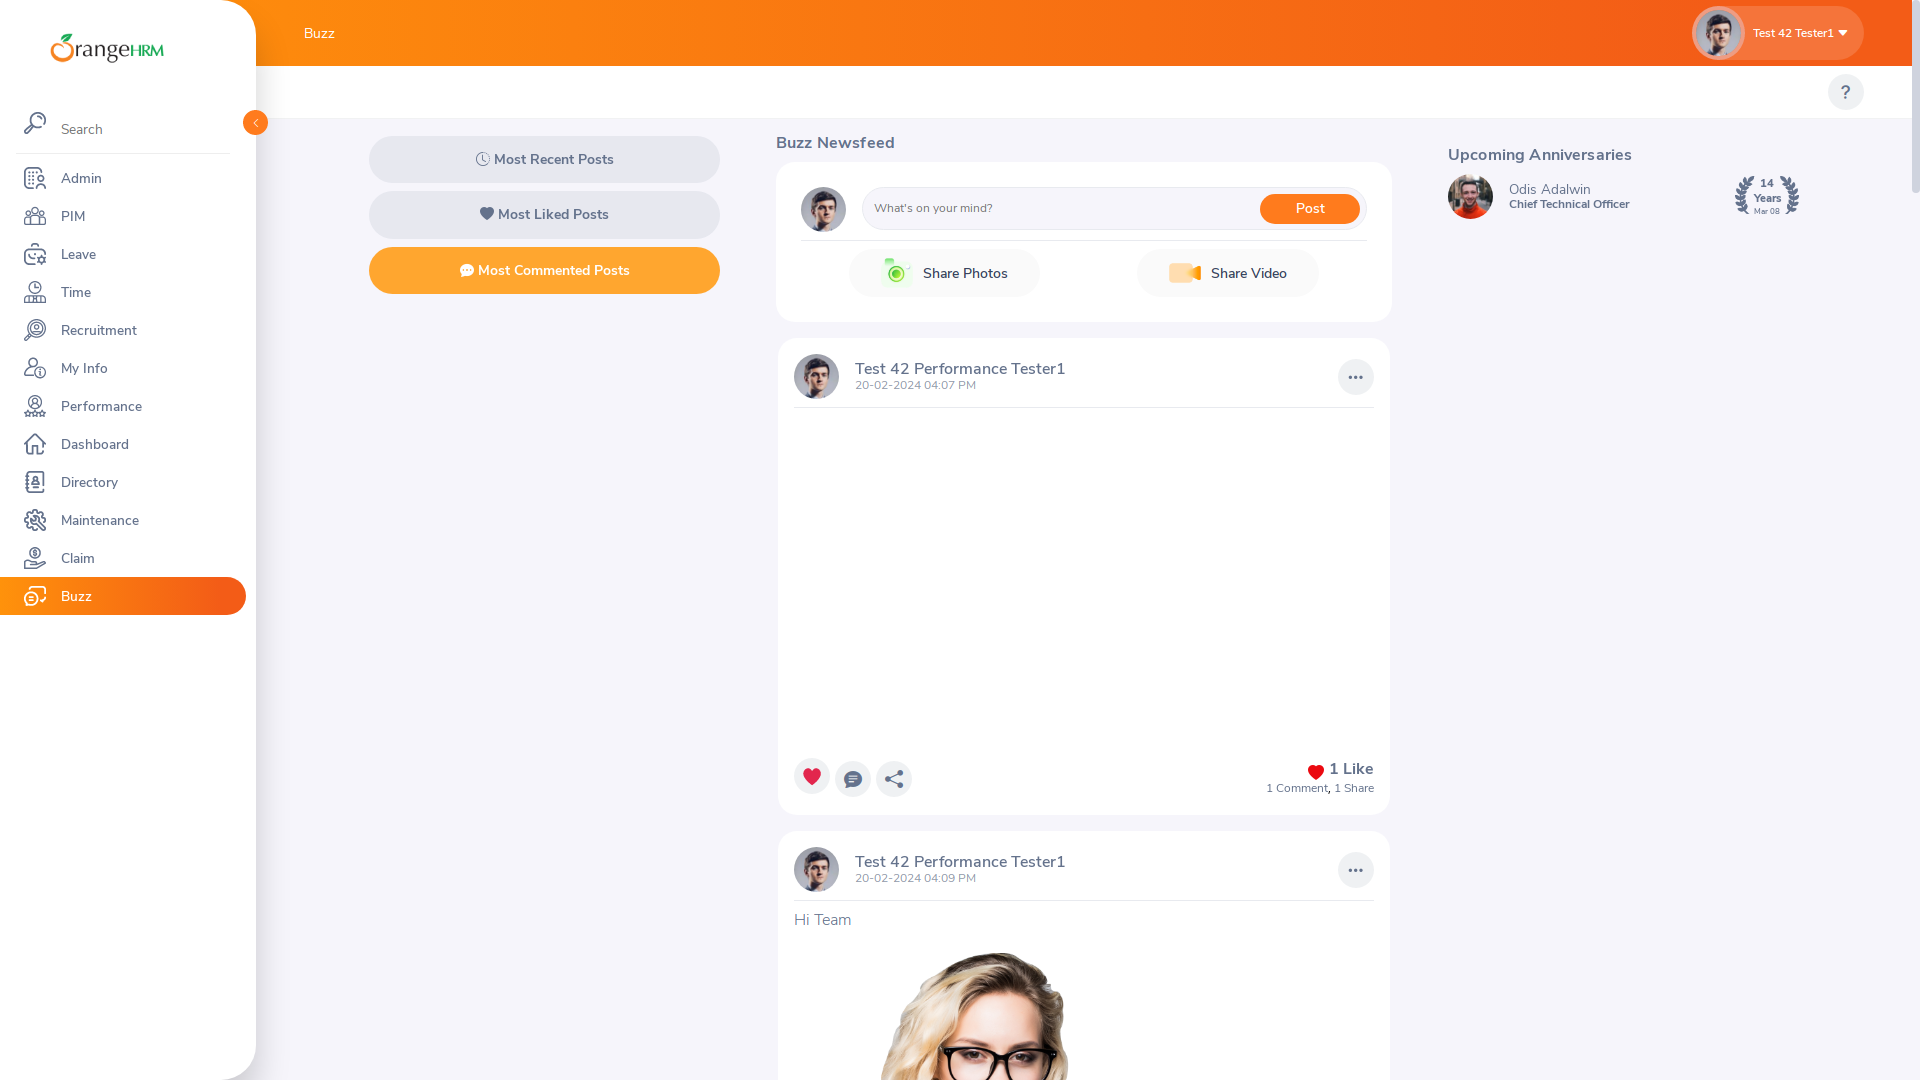 OrangeHRM
Search
Admin
PIM
Leave
Time
Recruitment
My Info
Performance
Dashboard
Directory
Maintenance
Claim
Buzz
Buzz
Test 42 Tester1
?
Most Recent Posts
Most Liked Posts
Most Commented Posts
Buzz Newsfeed
What's on your mind?
Post
Share Photos
Share Video
Test 42 Performance Tester1
20-02-2024 04:07 PM
1 Like
1 Comment, 1 Share
Test 42 Performance Tester1
20-02-2024 04:09 PM
Hi Team
Upcoming Anniversaries
Odis Adalwin
Chief Technical Officer
14
Years
Mar 08